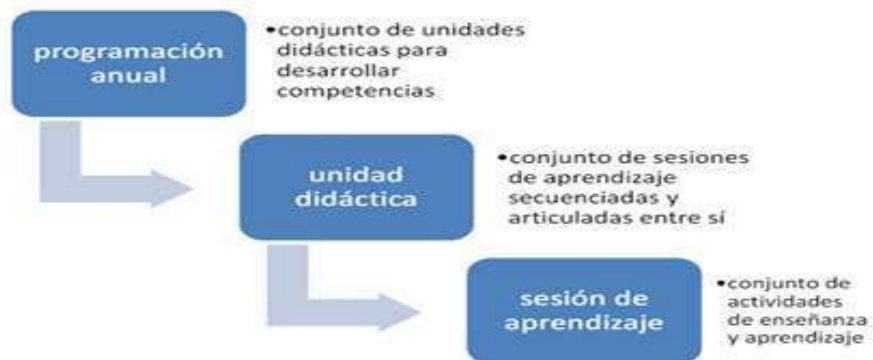 programación
anual
•conjunto de unidades
didácticas para
desarrollar
competencias
unidad
didáctica
•conjunto de sesiones
de aprendizaje
secuenciadas y
articuladas entre sí
sesión de
aprendizaje
•conjunto de
actividades
de enseñanza
y aprendizaje